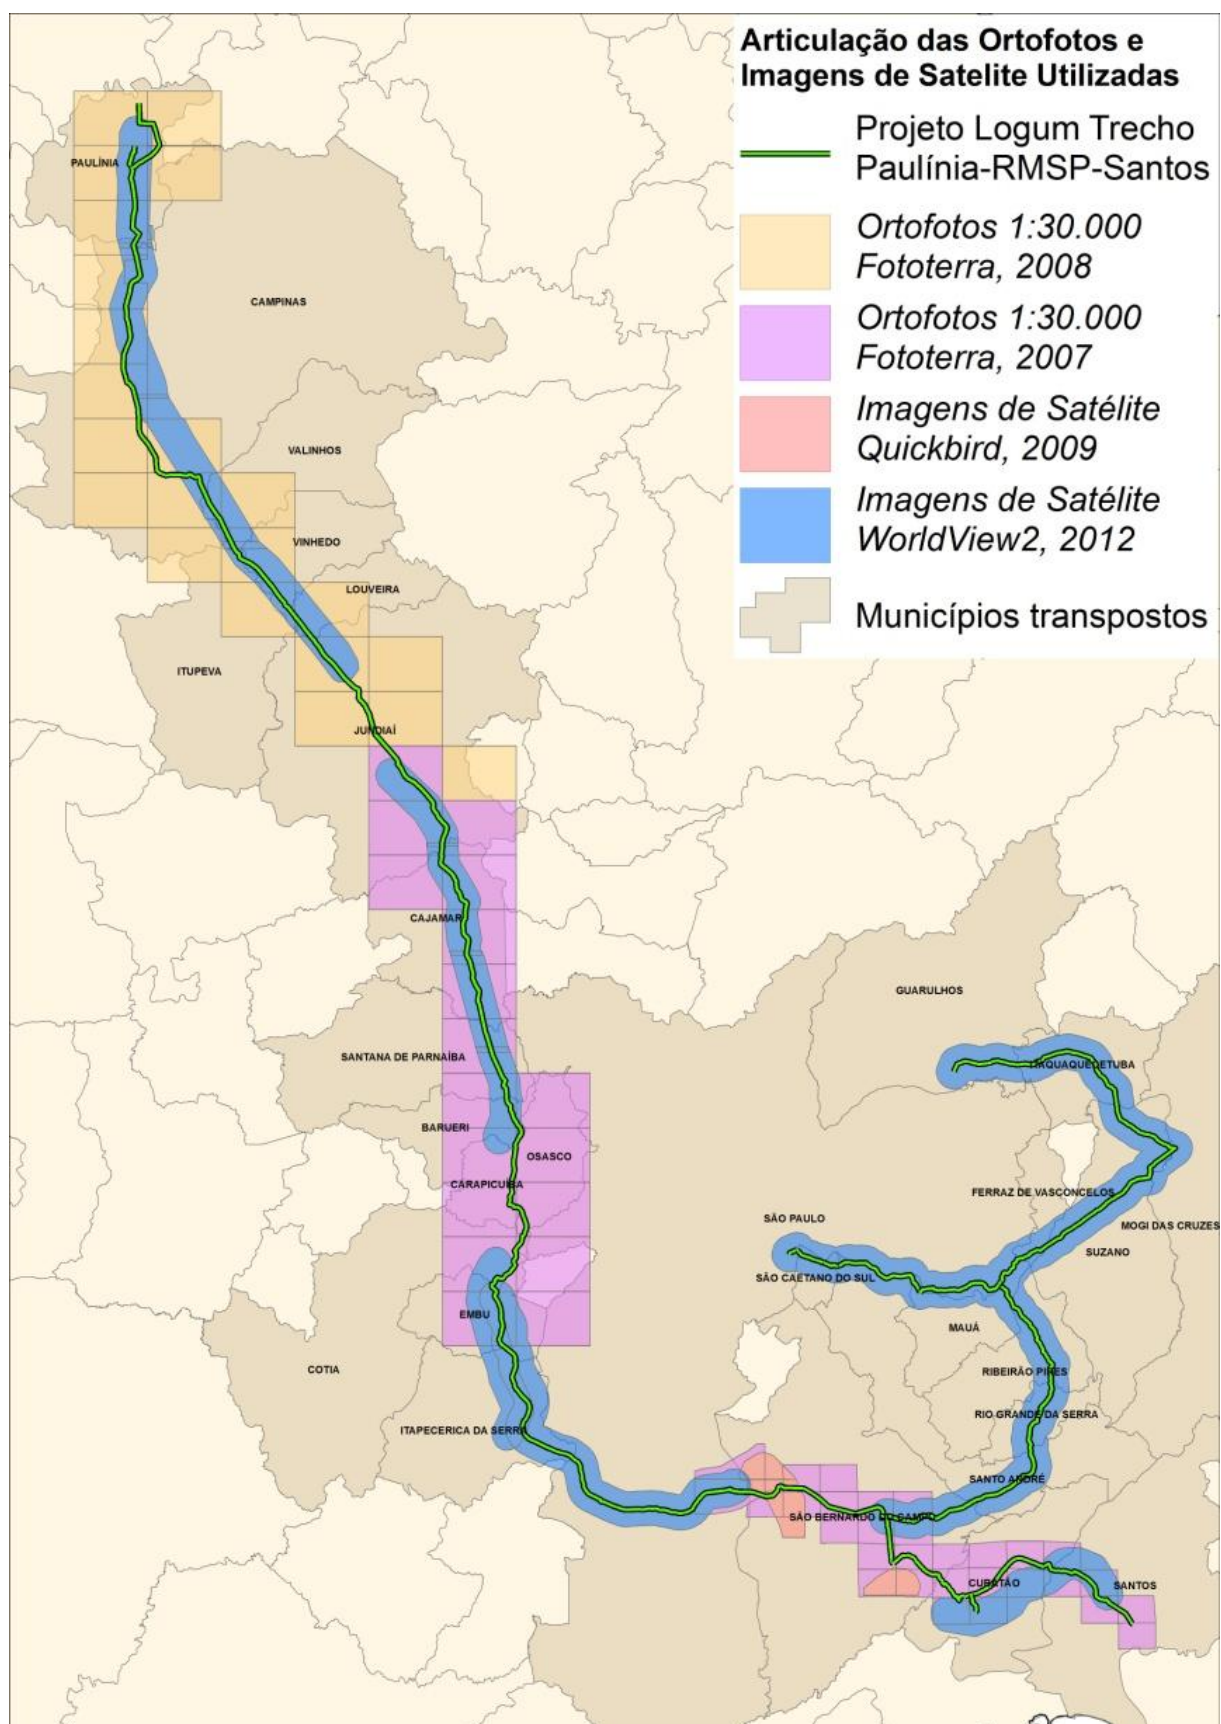 Articulação das Ortofotos e
Imagens de Satelite Utilizadas
Projeto Logum Trecho
Paulínia-RMSP-Santos
Ortofotos 1:30.000
Fototerra, 2008
Ortofotos 1:30.000
Fototerra, 2007
Imagens de Satélite
Quickbird, 2009
Imagens de Satélite
WorldView2, 2012
Municípios transpostos
PAULÍNIA
CAMPINAS
VALINHOS
VINHEDO
LOUVEIRA
ITUPEVA
JUNDIAÍ
CAJAMAR
GUARULHOS
SANTANA DE PARNAÍBA
ITAQUAQUECETUBA
BARUERI
OSASCO
CARAPICUÍBA
FERRAZ DE VASCONCELOS
SÃO PAULO
MOGI DAS CRUZES
SUZANO
SÃO CAETANO DO SUL
EMBU
MAUÁ
COTIA
RIBEIRÃO PIRES
RIO GRANDE DA SERRA
ITAPECERICA DA SERRA
SANTO ANDRÉ
SÃO BERNARDO DO CAMPO
CUBATÃO
SANTOS